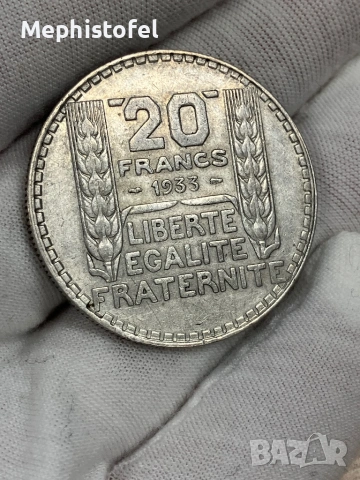 Mephistofel
20
FRANCS
~ 1933 ~
LIBERTE
EGALITE
FRATERNITE
BAZAR